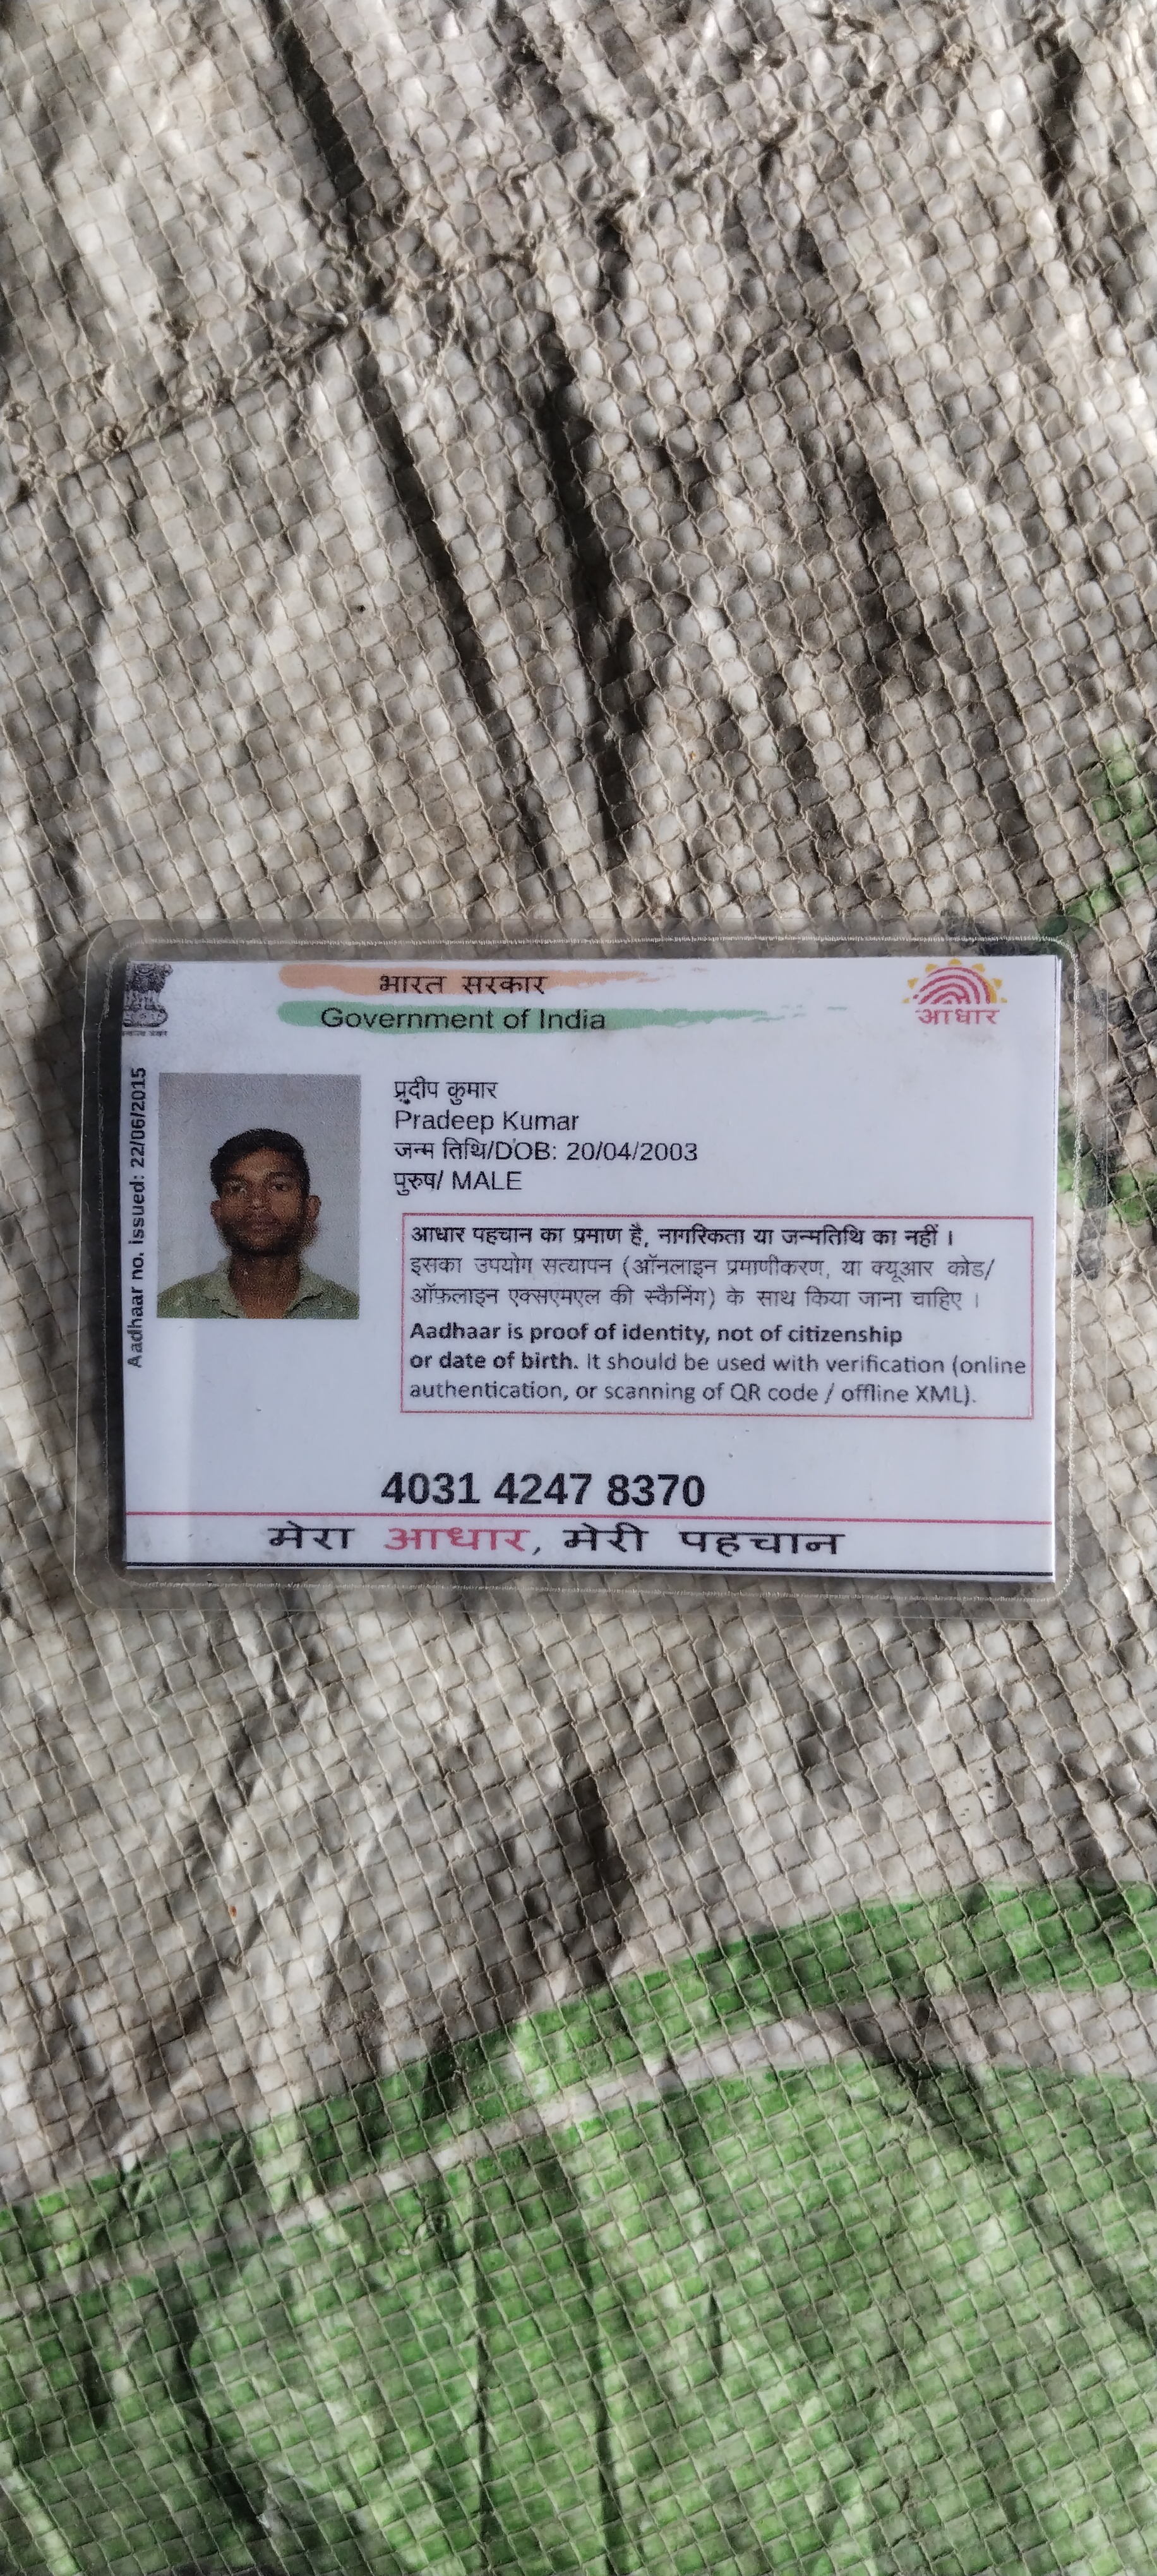 भारत सरकार
Government of India
आधार
Aadhaar no. issued: 22/06/2015
प्रदीप कुमार
Pradeep Kumar
जन्म तिथि/DOB: 20/04/2003
पुरुष/ MALE
आधार पहचान का प्रमाण है, नागरिकता या जन्मतिथि का नहीं ।
इसका उपयोग सत्यापन (ऑनलाइन प्रमाणीकरण, या क्यूआर कोड/
ऑफ़लाइन एक्सएमएल की स्कैनिंग) के साथ किया जाना चाहिए ।
Aadhaar is proof of identity, not of citizenship
or date of birth. It should be used with verification (online
authentication, or scanning of QR code / offline XML).
4031 4247 8370
मेरा आधार, मेरी पहचान